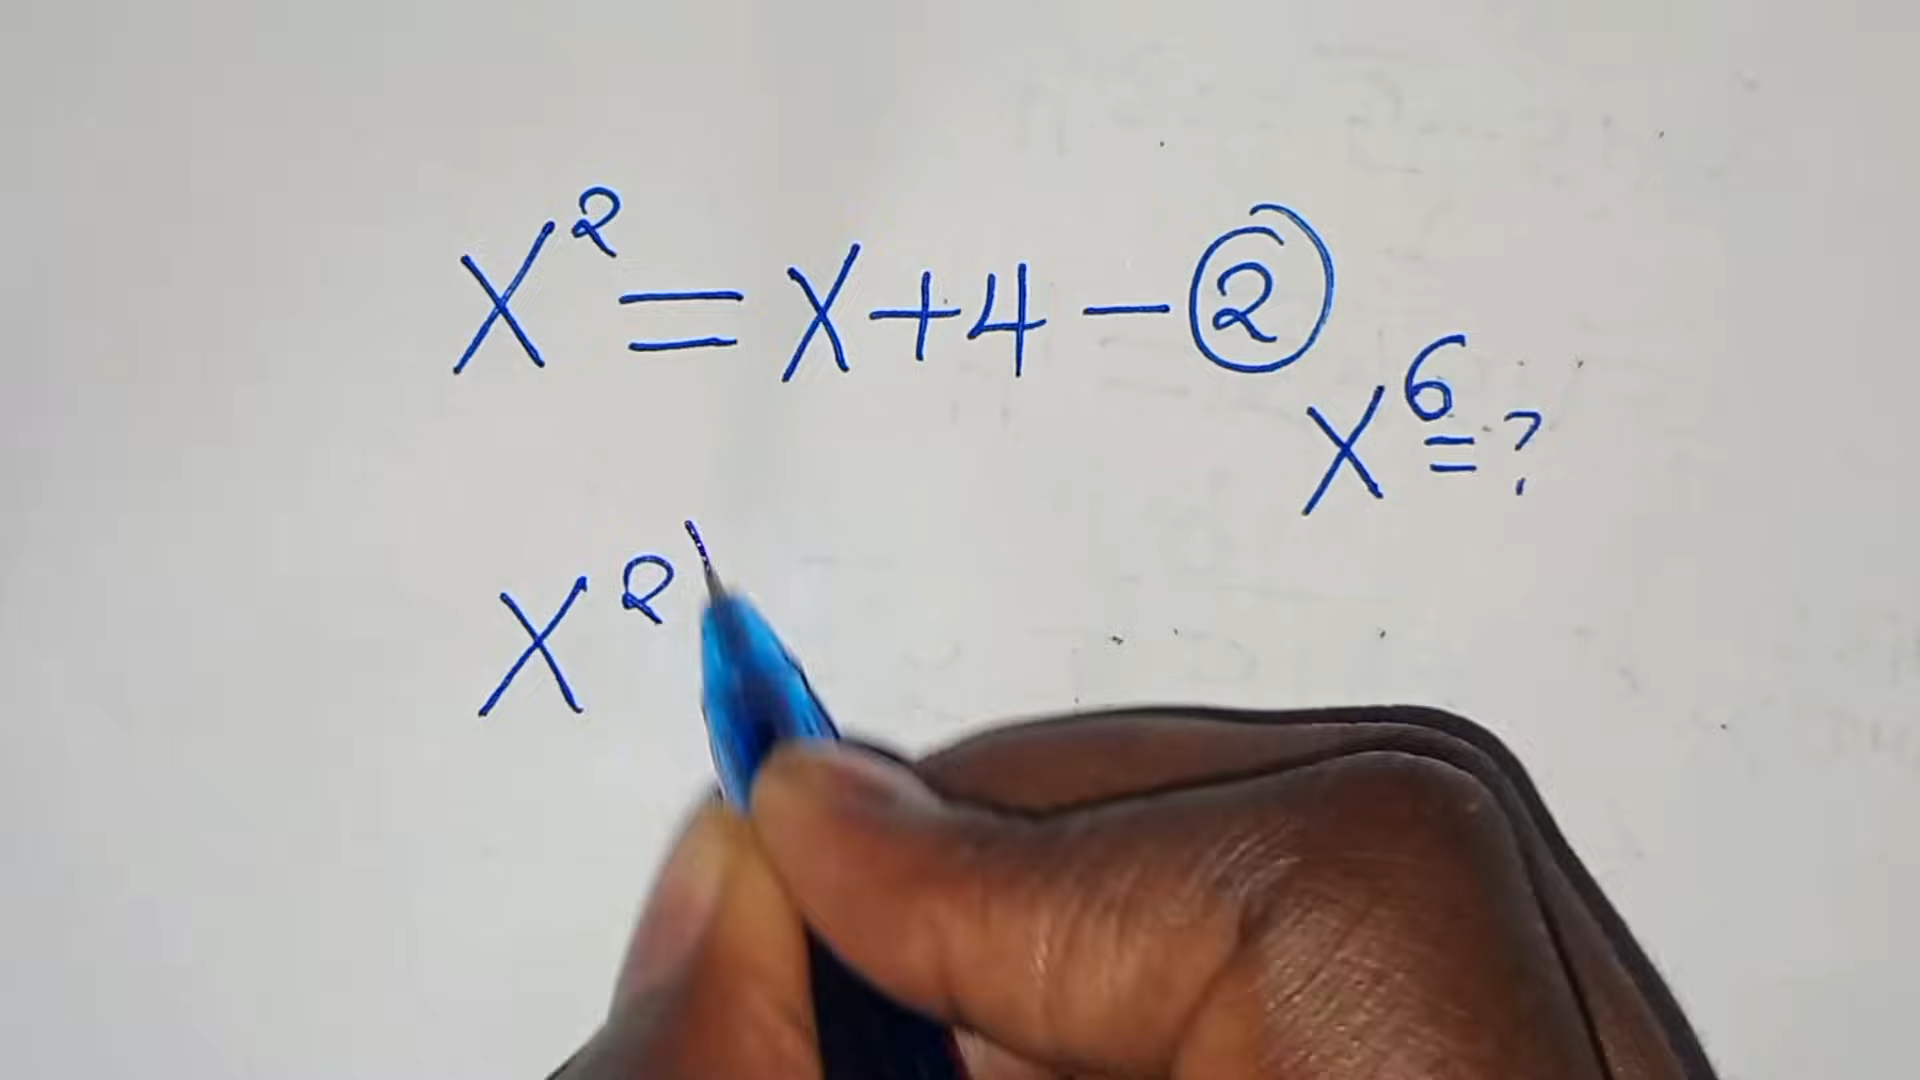 X² = X + 4 — ②
X⁶ = ?
X²